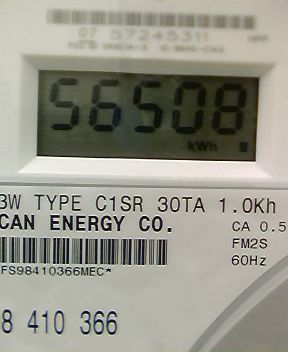 07 57245311
56508
kWh
3W TYPE C1SR 30TA 1.0Kh
CAN ENERGY CO.
CA 0.5
FM2S
60Hz
FS98410366MEC*
8 410 366